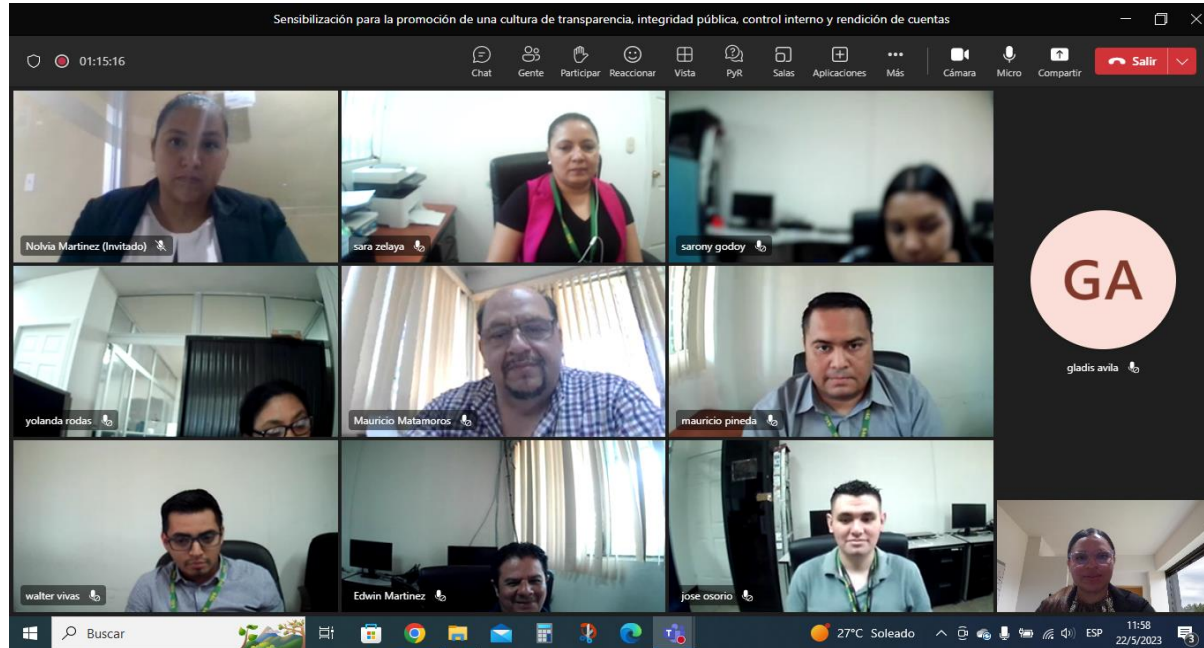 Sensibilización para la promoción de una cultura de transparencia, integridad pública, control interno y rendición de cuentas
01:15:16
Chat
Gente
Participar
Reaccionar
Vista
PyR
Salas
Aplicaciones
Más
Cámara
Micro
Compartir
Salir
Nolvia Martinez (Invitado)
sara zelaya
sarony godoy
GA
gladis avila
yolanda rodas
Mauricio Matamoros
mauricio pineda
walter vivas
Edwin Martinez
jose osorio
Buscar
27°C Soleado
ESP
11:58
22/5/2023
3